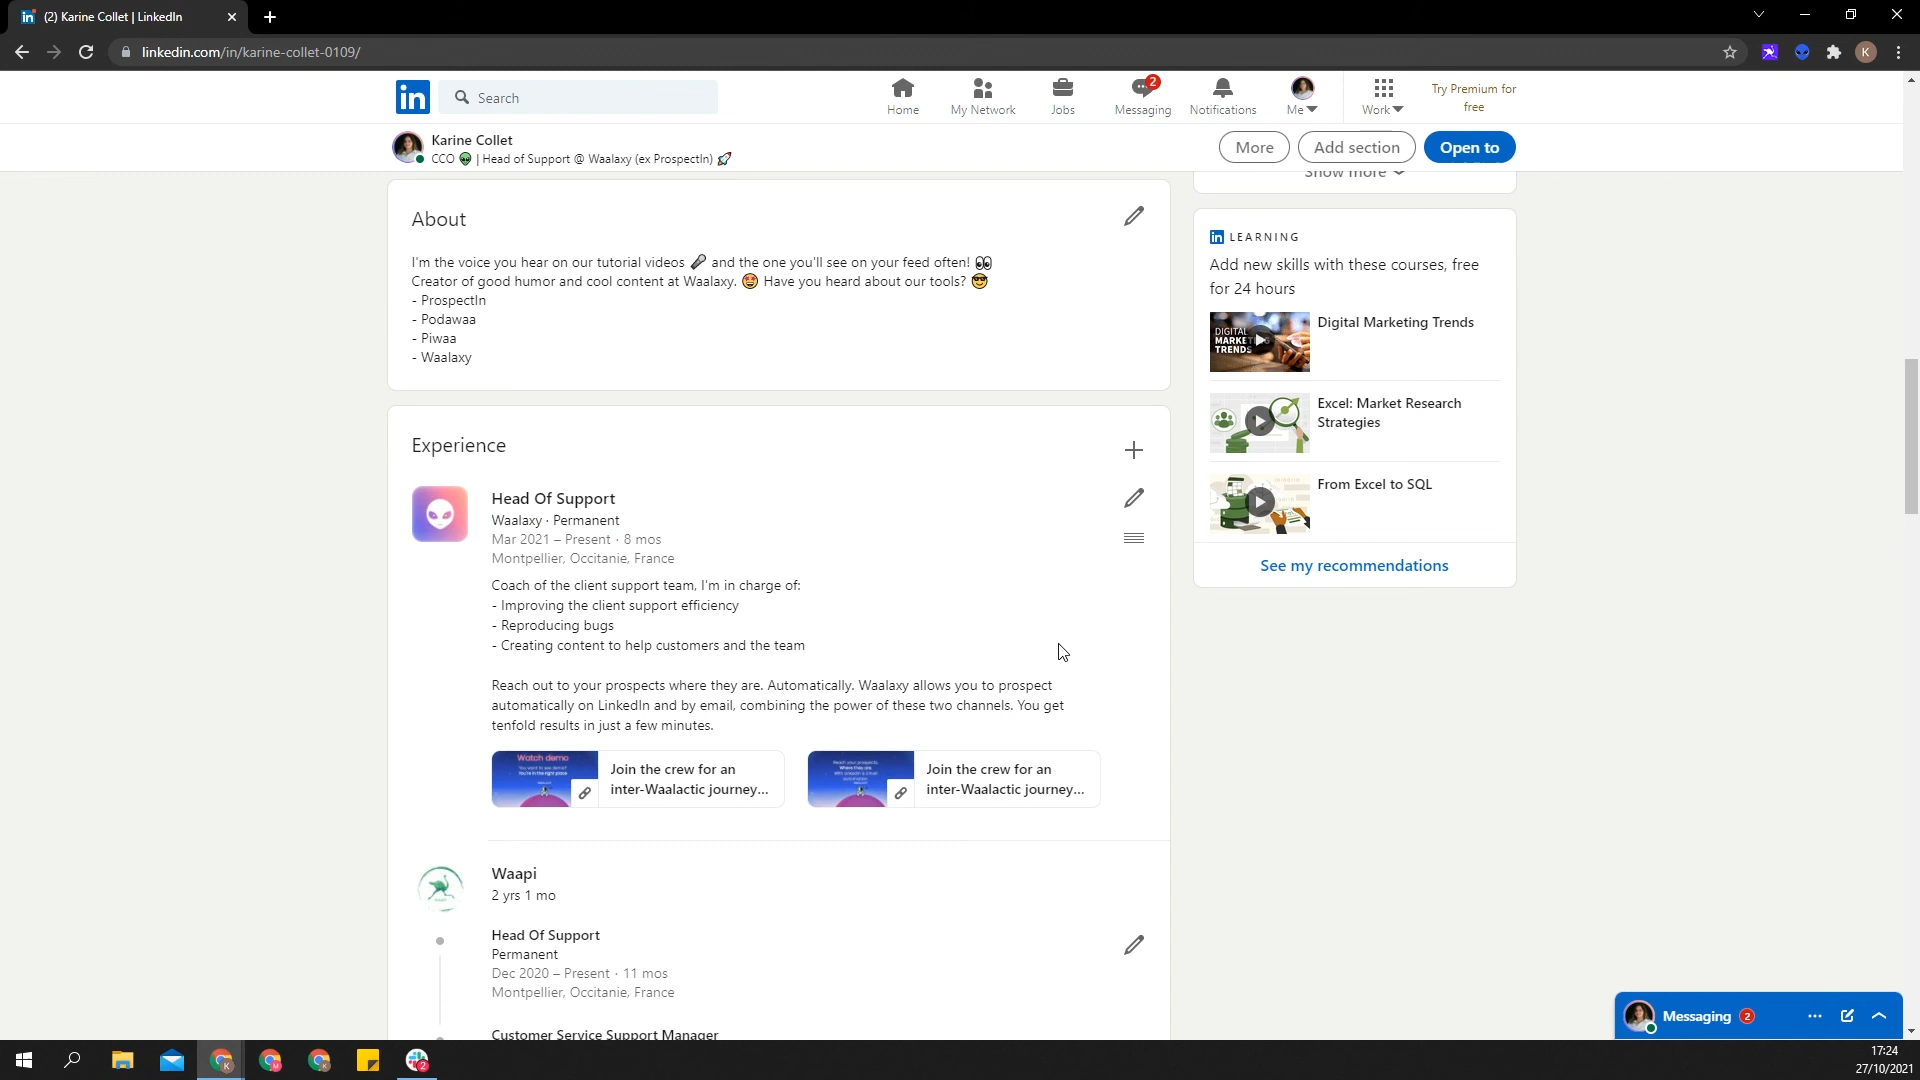 (2) Karine Collet | LinkedIn
linkedin.com/in/karine-collet-0109/
K
in
Search
Home
My Network
2
Messaging
Jobs
Notifications
Me
Work
Try Premium for
free
Karine Collet
CCO 👽 | Head of Support @ Waalaxy (ex ProspectIn) 🚀
More
Add section
Open to
Show more
About
I'm the voice you hear on our tutorial videos 🎤 and the one you'll see on your feed often! 👀
Creator of good humor and cool content at Waalaxy. 🤩 Have you heard about our tools? 😎
- ProspectIn
- Podawaa
- Piwaa
- Waalaxy
Experience
Head Of Support
Waalaxy · Permanent
Mar 2021 – Present · 8 mos
Montpellier, Occitanie, France
Coach of the client support team, I'm in charge of:
- Improving the client support efficiency
- Reproducing bugs
- Creating content to help customers and the team
Reach out to your prospects where they are. Automatically. Waalaxy allows you to prospect
automatically on LinkedIn and by email, combining the power of these two channels. You get
tenfold results in just a few minutes.
Watch demo
Join the crew for an
inter-Waalactic journey...
Join the crew for an
inter-Waalactic journey...
Waapi
2 yrs 1 mo
Head Of Support
Permanent
Dec 2020 – Present · 11 mos
Montpellier, Occitanie, France
Customer Service Support Manager
in LEARNING
Add new skills with these courses, free
for 24 hours
DIGITAL
MARKETING
TRENDS
Digital Marketing Trends
Excel: Market Research
Strategies
From Excel to SQL
See my recommendations
Messaging 2
17:24
27/10/2021